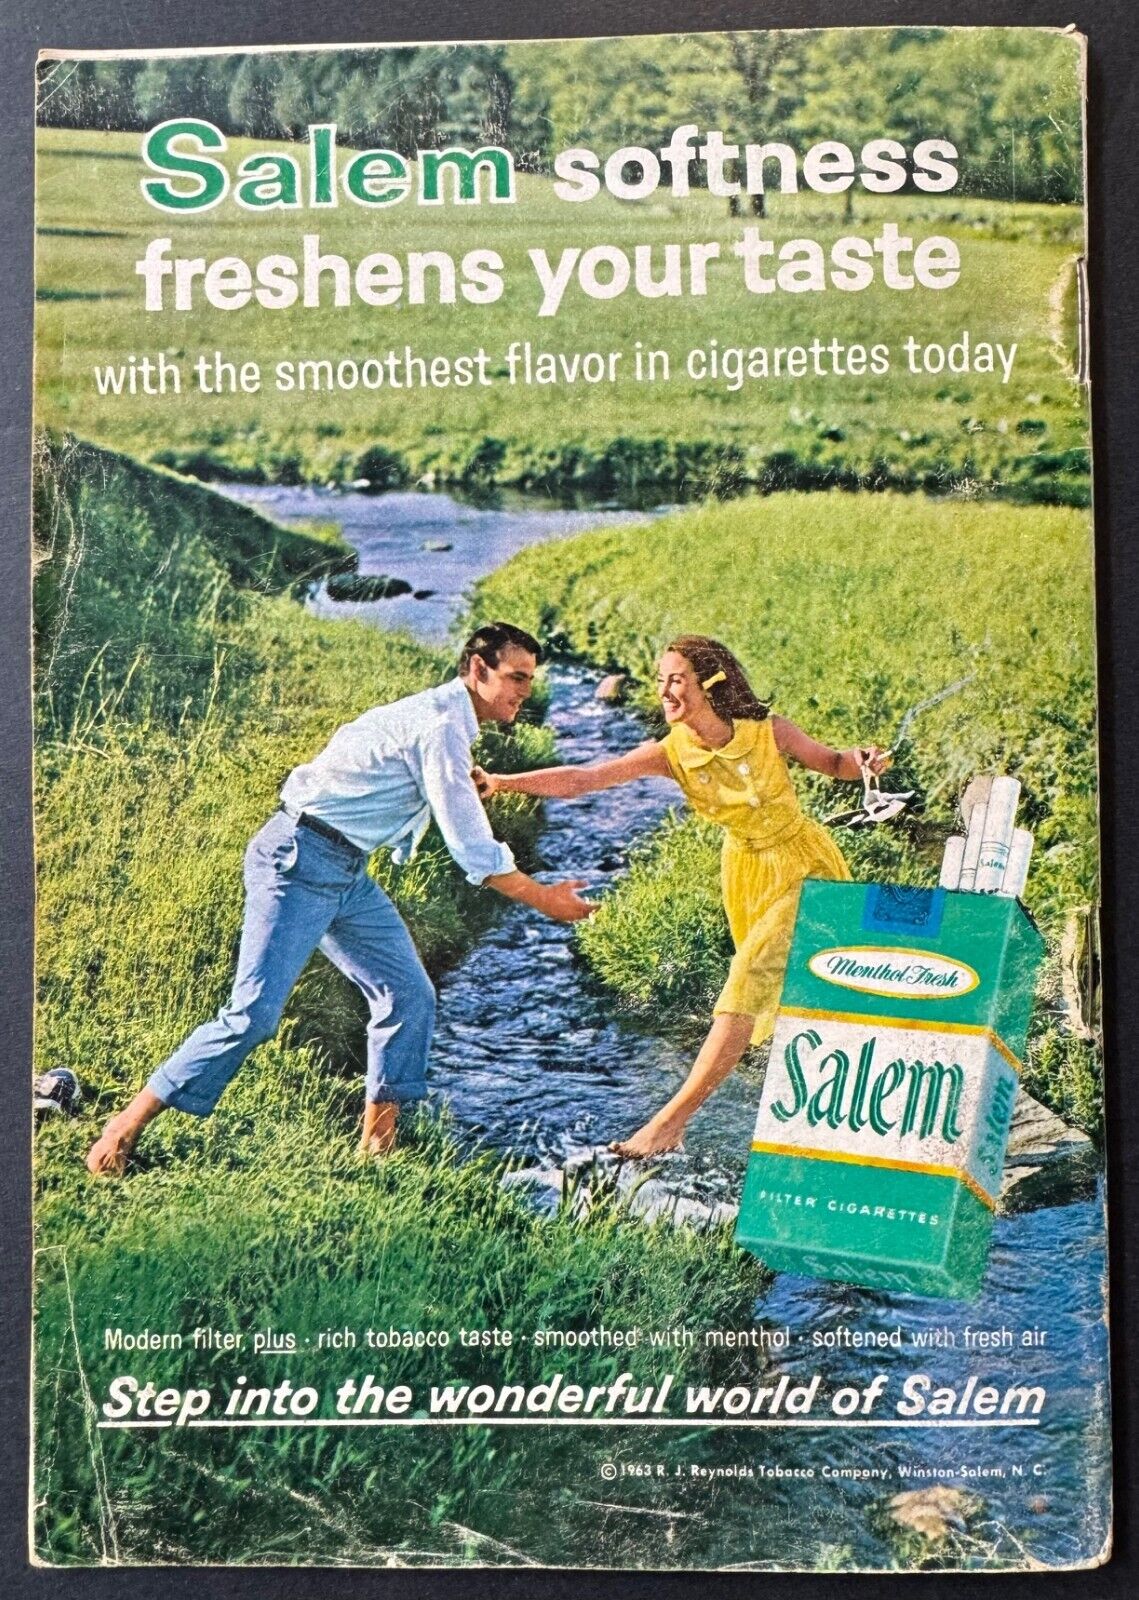 Salem softness
freshens your taste
with the smoothest flavor in cigarettes today
Salem
Menthol Fresh
Salem
Salem
FILTER CIGARETTES
Salem
Modern filter, plus · rich tobacco taste · smoothed with menthol · softened with fresh air
Step into the wonderful world of Salem
© 1963 R. J. Reynolds Tobacco Company, Winston-Salem, N. C.